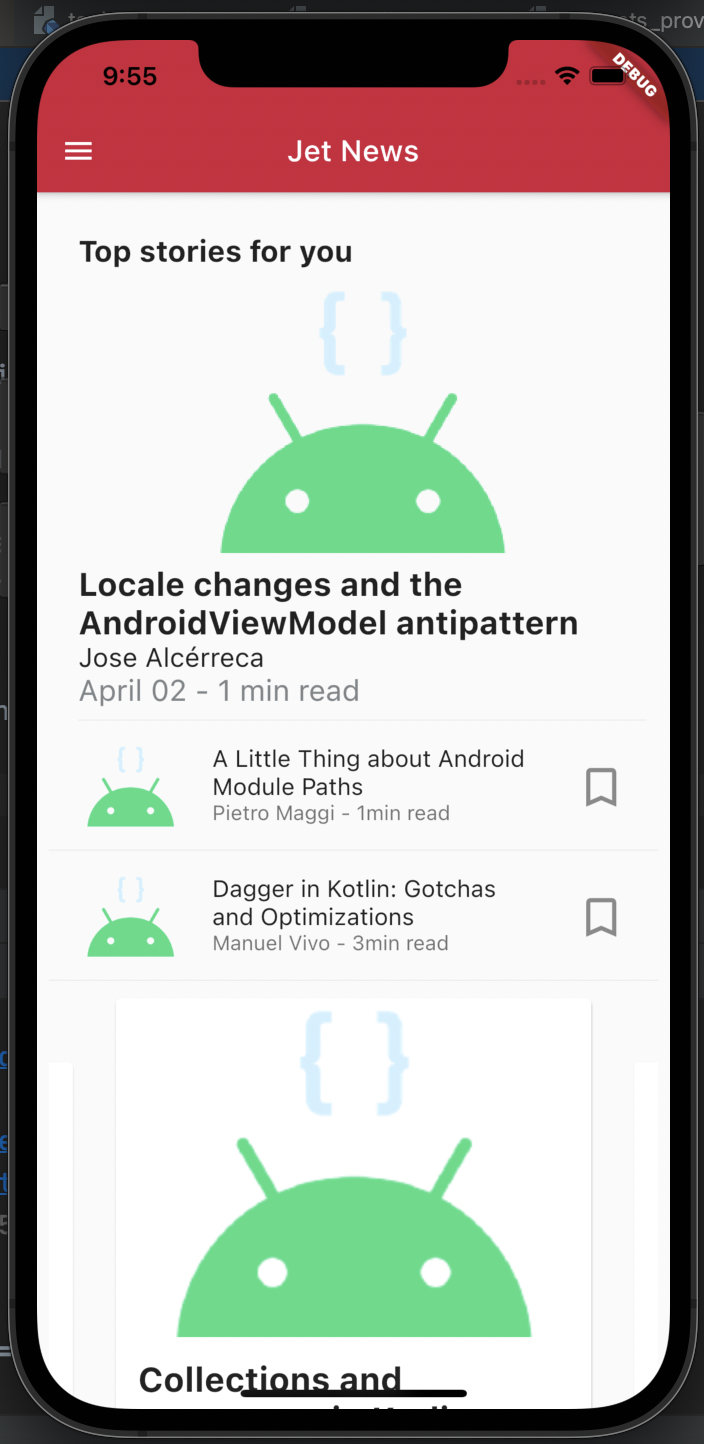 ts_prov
9:55
DEBUG
Jet News
Top stories for you
{ }
Locale changes and the
AndroidViewModel antipattern
Jose Alcérreca
April 02 - 1 min read
{ }
A Little Thing about Android
Module Paths
Pietro Maggi - 1min read
{ }
Dagger in Kotlin: Gotchas
and Optimizations
Manuel Vivo - 3min read
{ }
Collections and